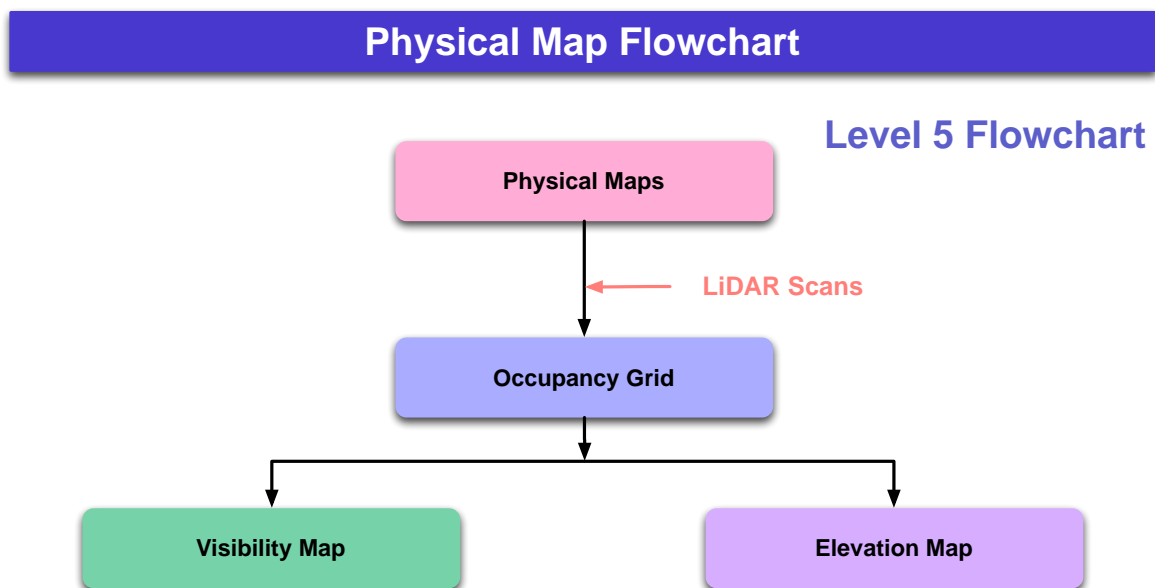 Physical Map Flowchart
Level 5 Flowchart
Physical Maps
LiDAR Scans
Occupancy Grid
Visibility Map
Elevation Map